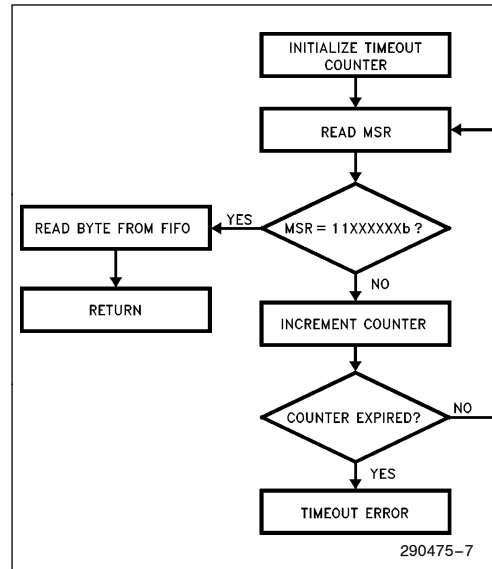 INITIALIZE TIMEOUT
COUNTER
READ MSR
MSR = 11XXXXXXb ?
YES
READ BYTE FROM FIFO
RETURN
NO
INCREMENT COUNTER
COUNTER EXPIRED?
NO
YES
TIMEOUT ERROR
290475-7